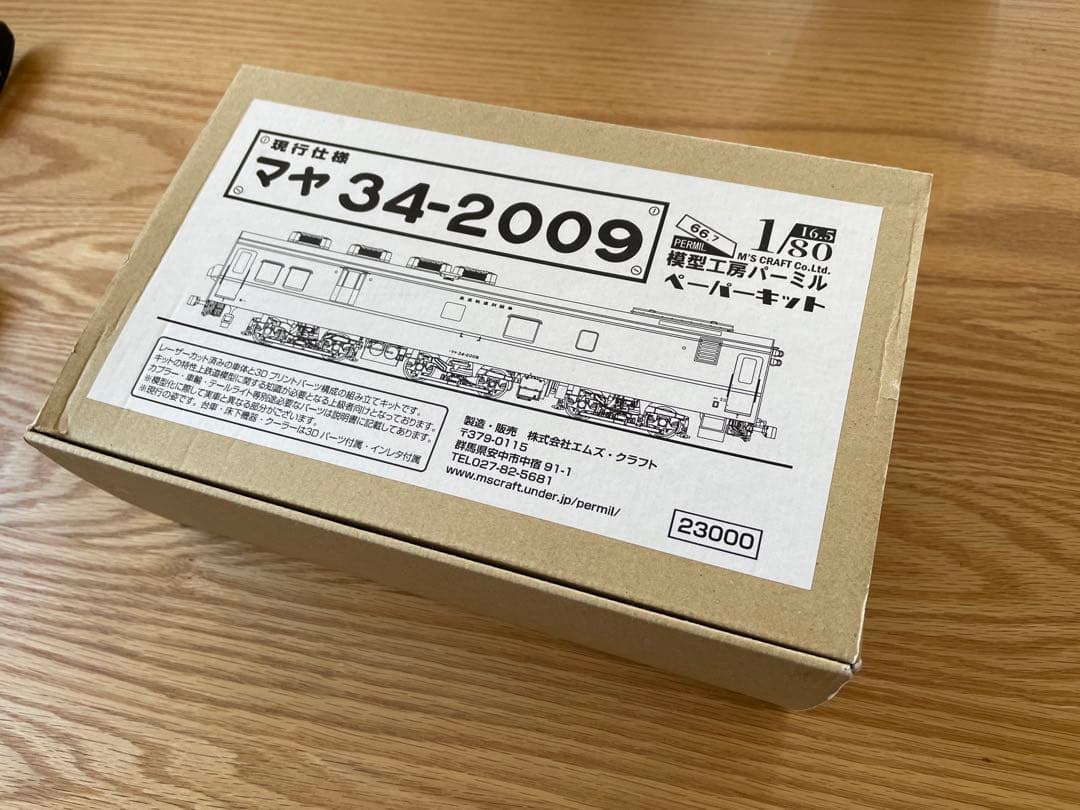 現行仕様
マヤ 34-2009
66.7
PERMIL
1/80
16.5
M'S CRAFT Co.Ltd.
模型工房パーミル
ペーパーキット
高速軌道試験車
マヤ 34-2009
レーザーカット済みの車体と3Dプリントパーツ構成の組み立てキットです。
キットの特性上鉄道模型に関する知識が必要となる上級者向けとなっております。
カプラー・車輪・テールライト等別途必要なパーツは説明書に記載してあります。
※模型化に際して実車と異なる部分がございます。
※現行の姿です。台車・床下機器・クーラーは3Dパーツ付属・インレタ付属
製造・販売 株式会社エムズ・クラフト
〒379-0115
群馬県安中市中宿 91-1
TEL027-82-5681
www.mscraft.under.jp/permil/
23000